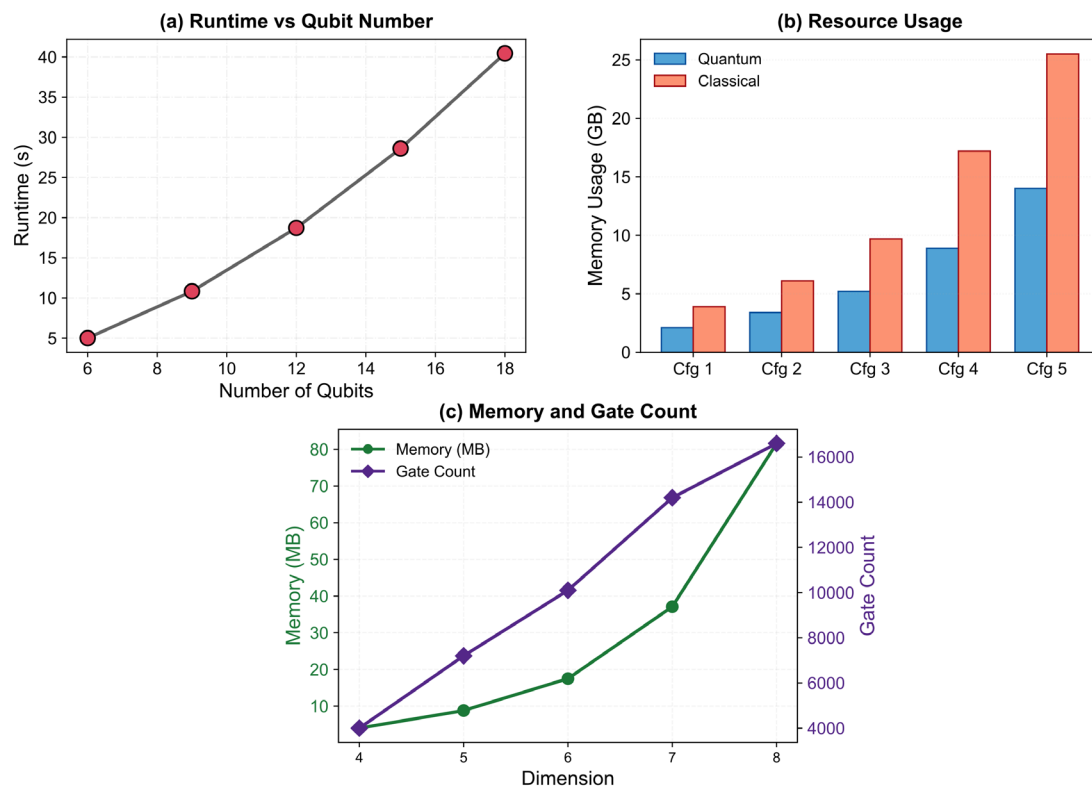 (a) Runtime vs Qubit Number
Runtime (s)
40
35
30
25
20
15
10
5
6 8 10 12 14 16 18
Number of Qubits
(b) Resource Usage
Quantum
Classical
Memory Usage (GB)
25
20
15
10
5
0
Cfg 1 Cfg 2 Cfg 3 Cfg 4 Cfg 5
(c) Memory and Gate Count
Memory (MB)
Gate Count
Memory (MB)
80
70
60
50
40
30
20
10
16000
14000
12000
10000
8000
6000
4000
Gate Count
4 5 6 7 8
Dimension